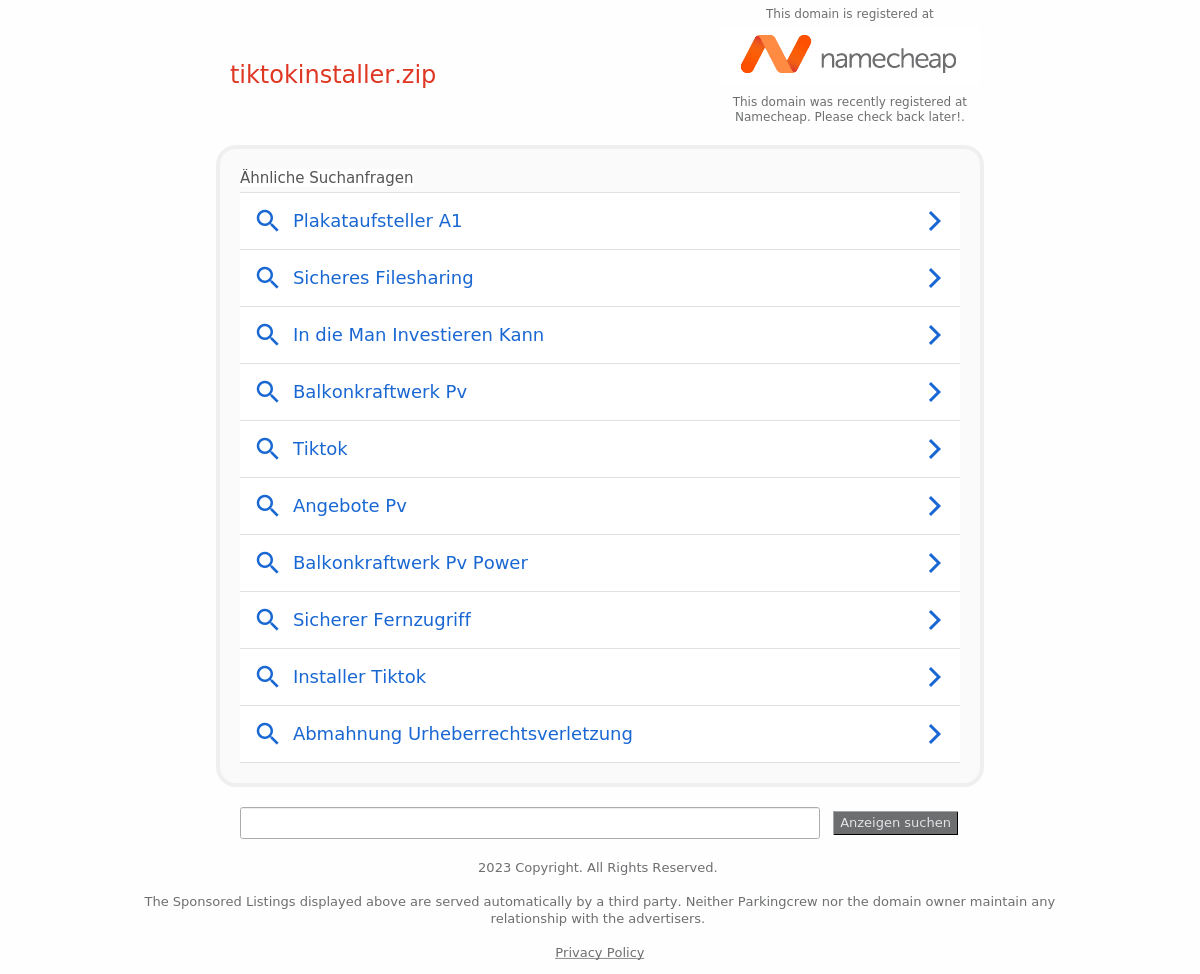 This domain is registered at
namecheap
tiktokinstaller.zip
This domain was recently registered at
Namecheap. Please check back later!.
Ähnliche Suchanfragen
Plakataufsteller A1
Sicheres Filesharing
In die Man Investieren Kann
Balkonkraftwerk Pv
Tiktok
Angebote Pv
Balkonkraftwerk Pv Power
Sicherer Fernzugriff
Installer Tiktok
Abmahnung Urheberrechtsverletzung
Anzeigen suchen
2023 Copyright. All Rights Reserved.
The Sponsored Listings displayed above are served automatically by a third party. Neither Parkingcrew nor the domain owner maintain any
relationship with the advertisers.
Privacy Policy